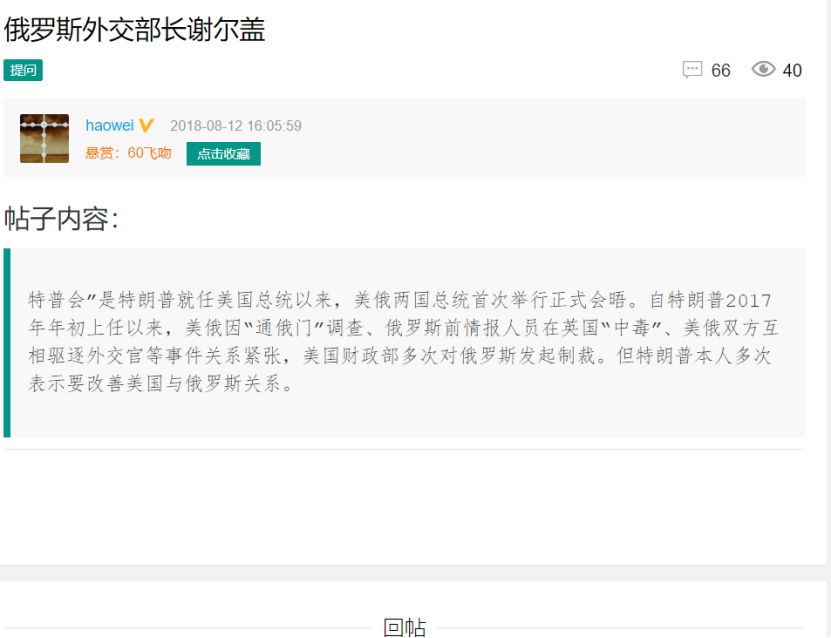 俄罗斯外交部长谢尔盖
提问
66 40
haowei 2018-08-12 16:05:59
悬赏：60飞吻 点击收藏
帖子内容：
特普会”是特朗普就任美国总统以来，美俄两国总统首次举行正式会晤。自特朗普2017
年年初上任以来，美俄因“通俄门”调查、俄罗斯前情报人员在英国“中毒”、美俄双方互
相驱逐外交官等事件关系紧张，美国财政部多次对俄罗斯发起制裁。但特朗普本人多次
表示要改善美国与俄罗斯关系。
回帖